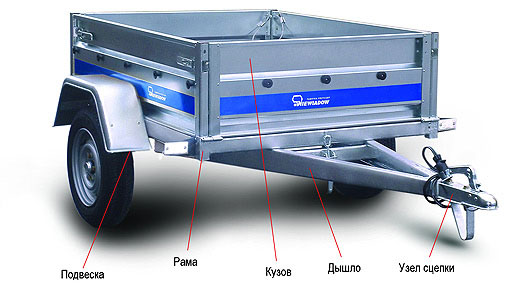 NIEWIADOW
Рама
Подвеска
Кузов
Дышло
Узел сцепки